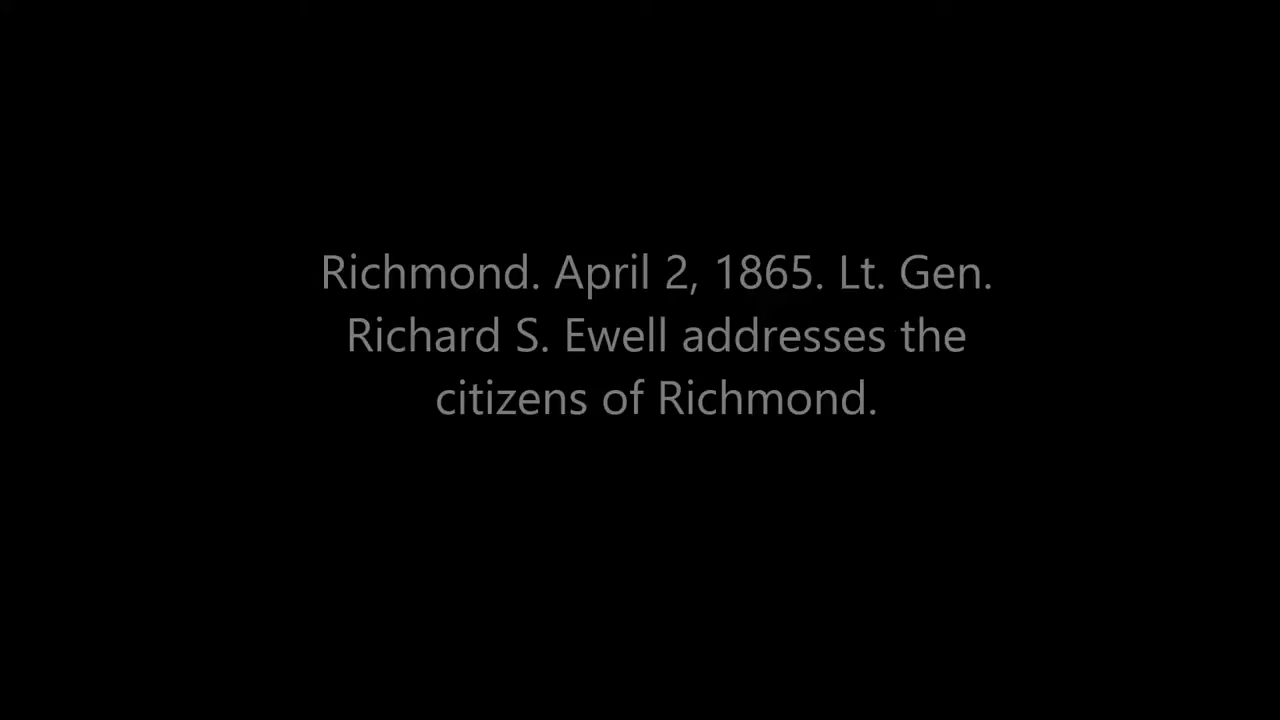 Richmond. April 2, 1865. Lt. Gen.
Richard S. Ewell addresses the
citizens of Richmond.